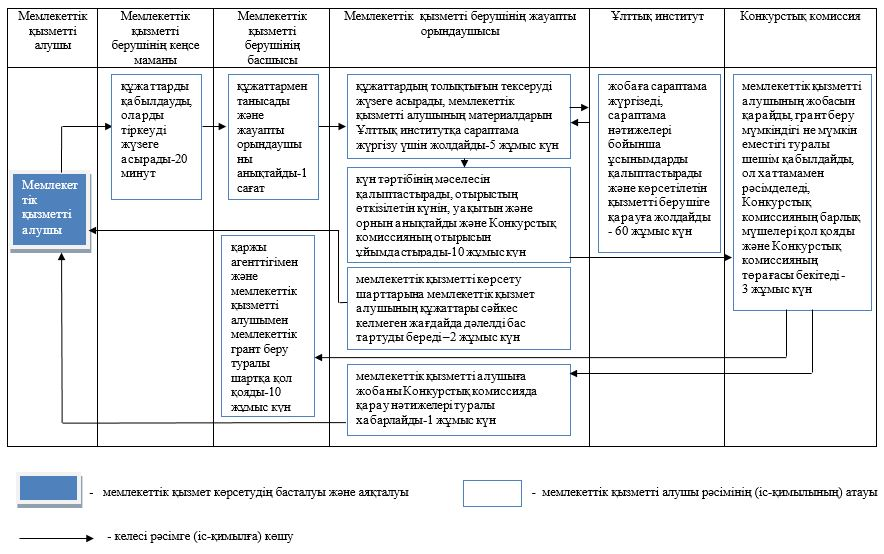 Мемлекеттік
қызметті
алушы
Мемлекеттік қызметті
берушінің кеңсе
маманы
Мемлекеттік
қызметті
берушінің
басшысы
Мемлекеттік қызметті берушінің жауапты
орындаушысы
Ұлттық институт
Конкурстық комиссия
Мемлекет
тік
қызметті
алушы
құжаттарды
қабылдауды,
оларды
тіркеуді
жүзеге
асырады-20
минут
құжаттармен
танысады
және
жауапты
орындаушы
ны
анықтайды-1
сағат
қаржы
агенттігімен
және
мемлекеттік
қызметті
алушымен
мемлекеттік
грант беру
туралы
шартқа қол
қояды-10
жұмыс күн
құжаттардың толықтығын тексеруді
жүзеге асырады, мемлекеттік
қызметті алушының материалдарын
Ұлттық институтқа сараптама
жүргізу үшін жолдайды-5 жұмыс күн
күн тәртібінің мәселесін
қалыптастырады, отырыстың
өткізілетін күнін, уақытын және
орнын анықтайды және Конкурстық
комиссияның отырысын
ұйымдастырады-10 жұмыс күн
мемлекеттік қызметті көрсету
шарттарына мемлекеттік қызмет
алушының құжаттары сәйкес
келмеген жағдайда дәлелді бас
тартуды береді–2 жұмыс күн
мемлекеттік қызметті алушыға
жобаны Конкурстық комиссияда
қарау нәтижелері туралы
хабарлайды-1 жұмыс күн
жобаға сараптама
жүргізеді,
сараптама
нәтижелері
бойынша
ұсынымдарды
қалыптастырады
және көрсетілетін
қызметті берушіге
қарауға жолдайды
- 60 жұмыс күн
мемлекеттік қызметті
алушының жобасын
қарайды, грант беру
мүмкіндігі не мүмкін
еместігі туралы
шешім қабылдайды,
ол хаттамамен
рәсімделеді,
Конкурстық
комиссияның барлық
мүшелері қол қояды
және Конкурстық
комиссияның
төрағасы бекітеді -
3 жұмыс күн
- мемлекеттік қызмет көрсетудің басталуы және аяқталуы
- мемлекеттік қызметті алушы рәсімінің (іс-қимылының) атауы
- келесі рәсімге (іс-қимылға) көшу